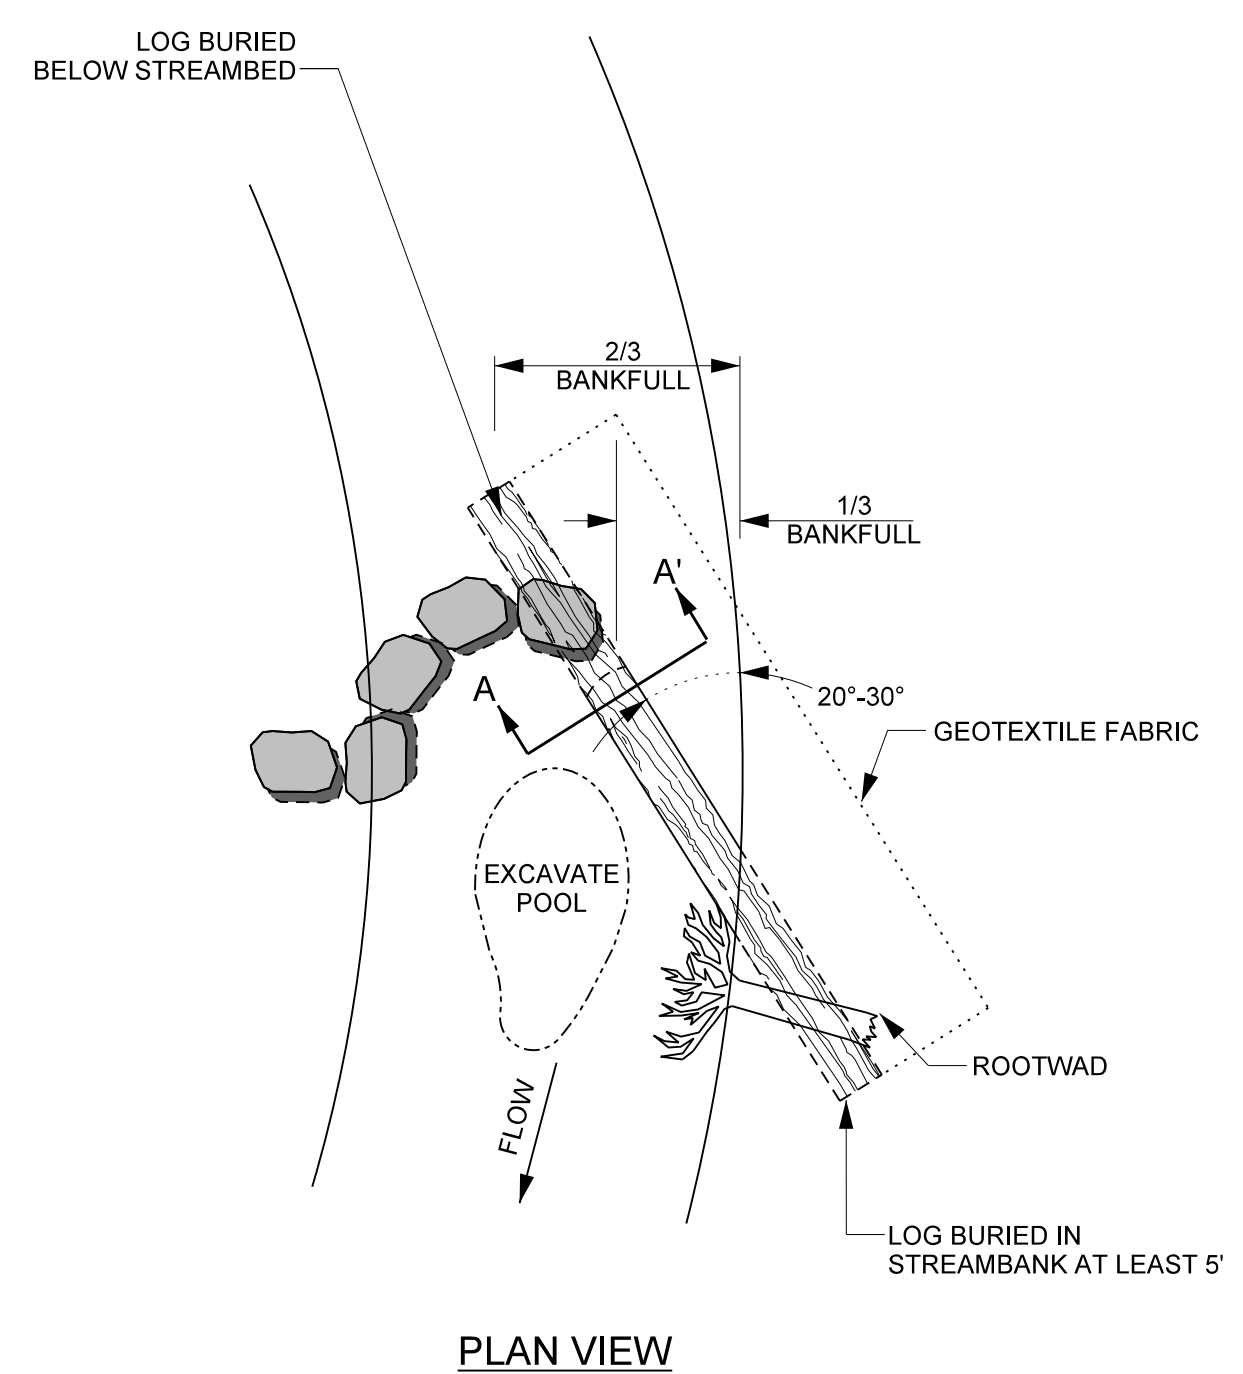 LOG BURIED
BELOW STREAMBED
2/3
BANKFULL
1/3
BANKFULL
A'
A
20°-30°
GEOTEXTILE FABRIC
EXCAVATE
POOL
ROOTWAD
FLOW
LOG BURIED IN
STREAMBANK AT LEAST 5'
PLAN VIEW